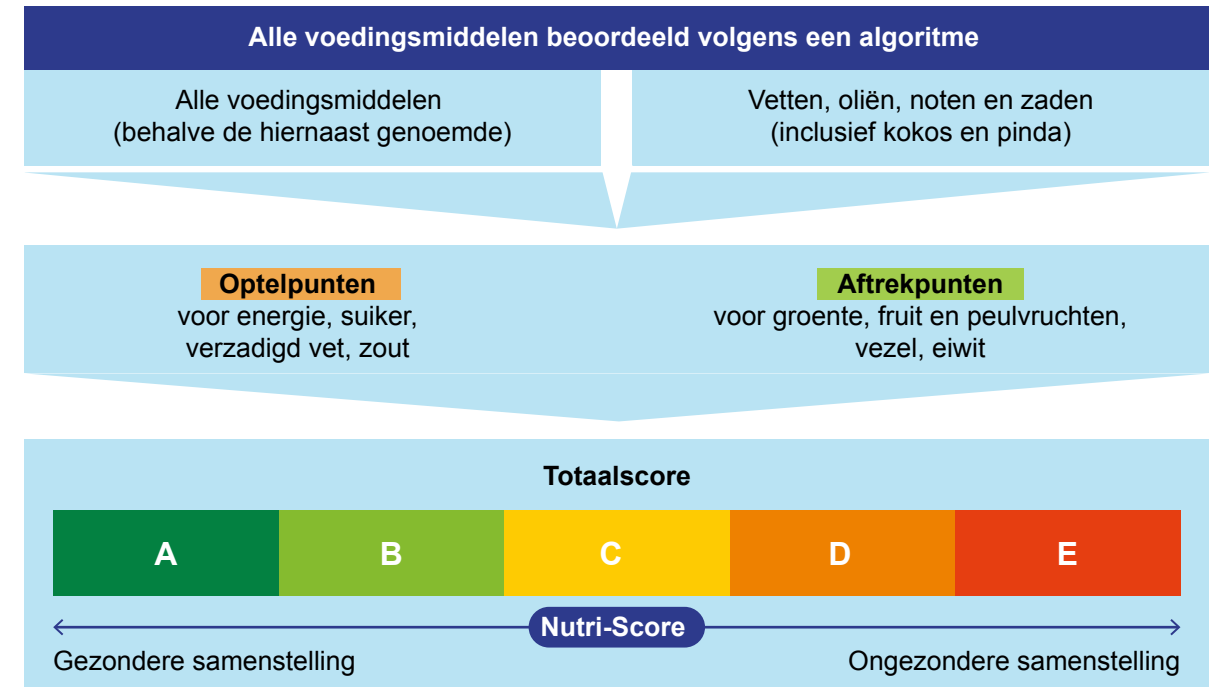 Alle voedingsmiddelen beoordeeld volgens een algoritme
Alle voedingsmiddelen
(behalve de hiernaast genoemde)
Vetten, oliën, noten en zaden
(inclusief kokos en pinda)
Optelpunten
voor energie, suiker,
verzadigd vet, zout
Aftrekpunten
voor groente, fruit en peulvruchten,
vezel, eiwit
Totaalscore
A B C D E
Nutri-Score
Gezondere samenstelling
Ongezondere samenstelling